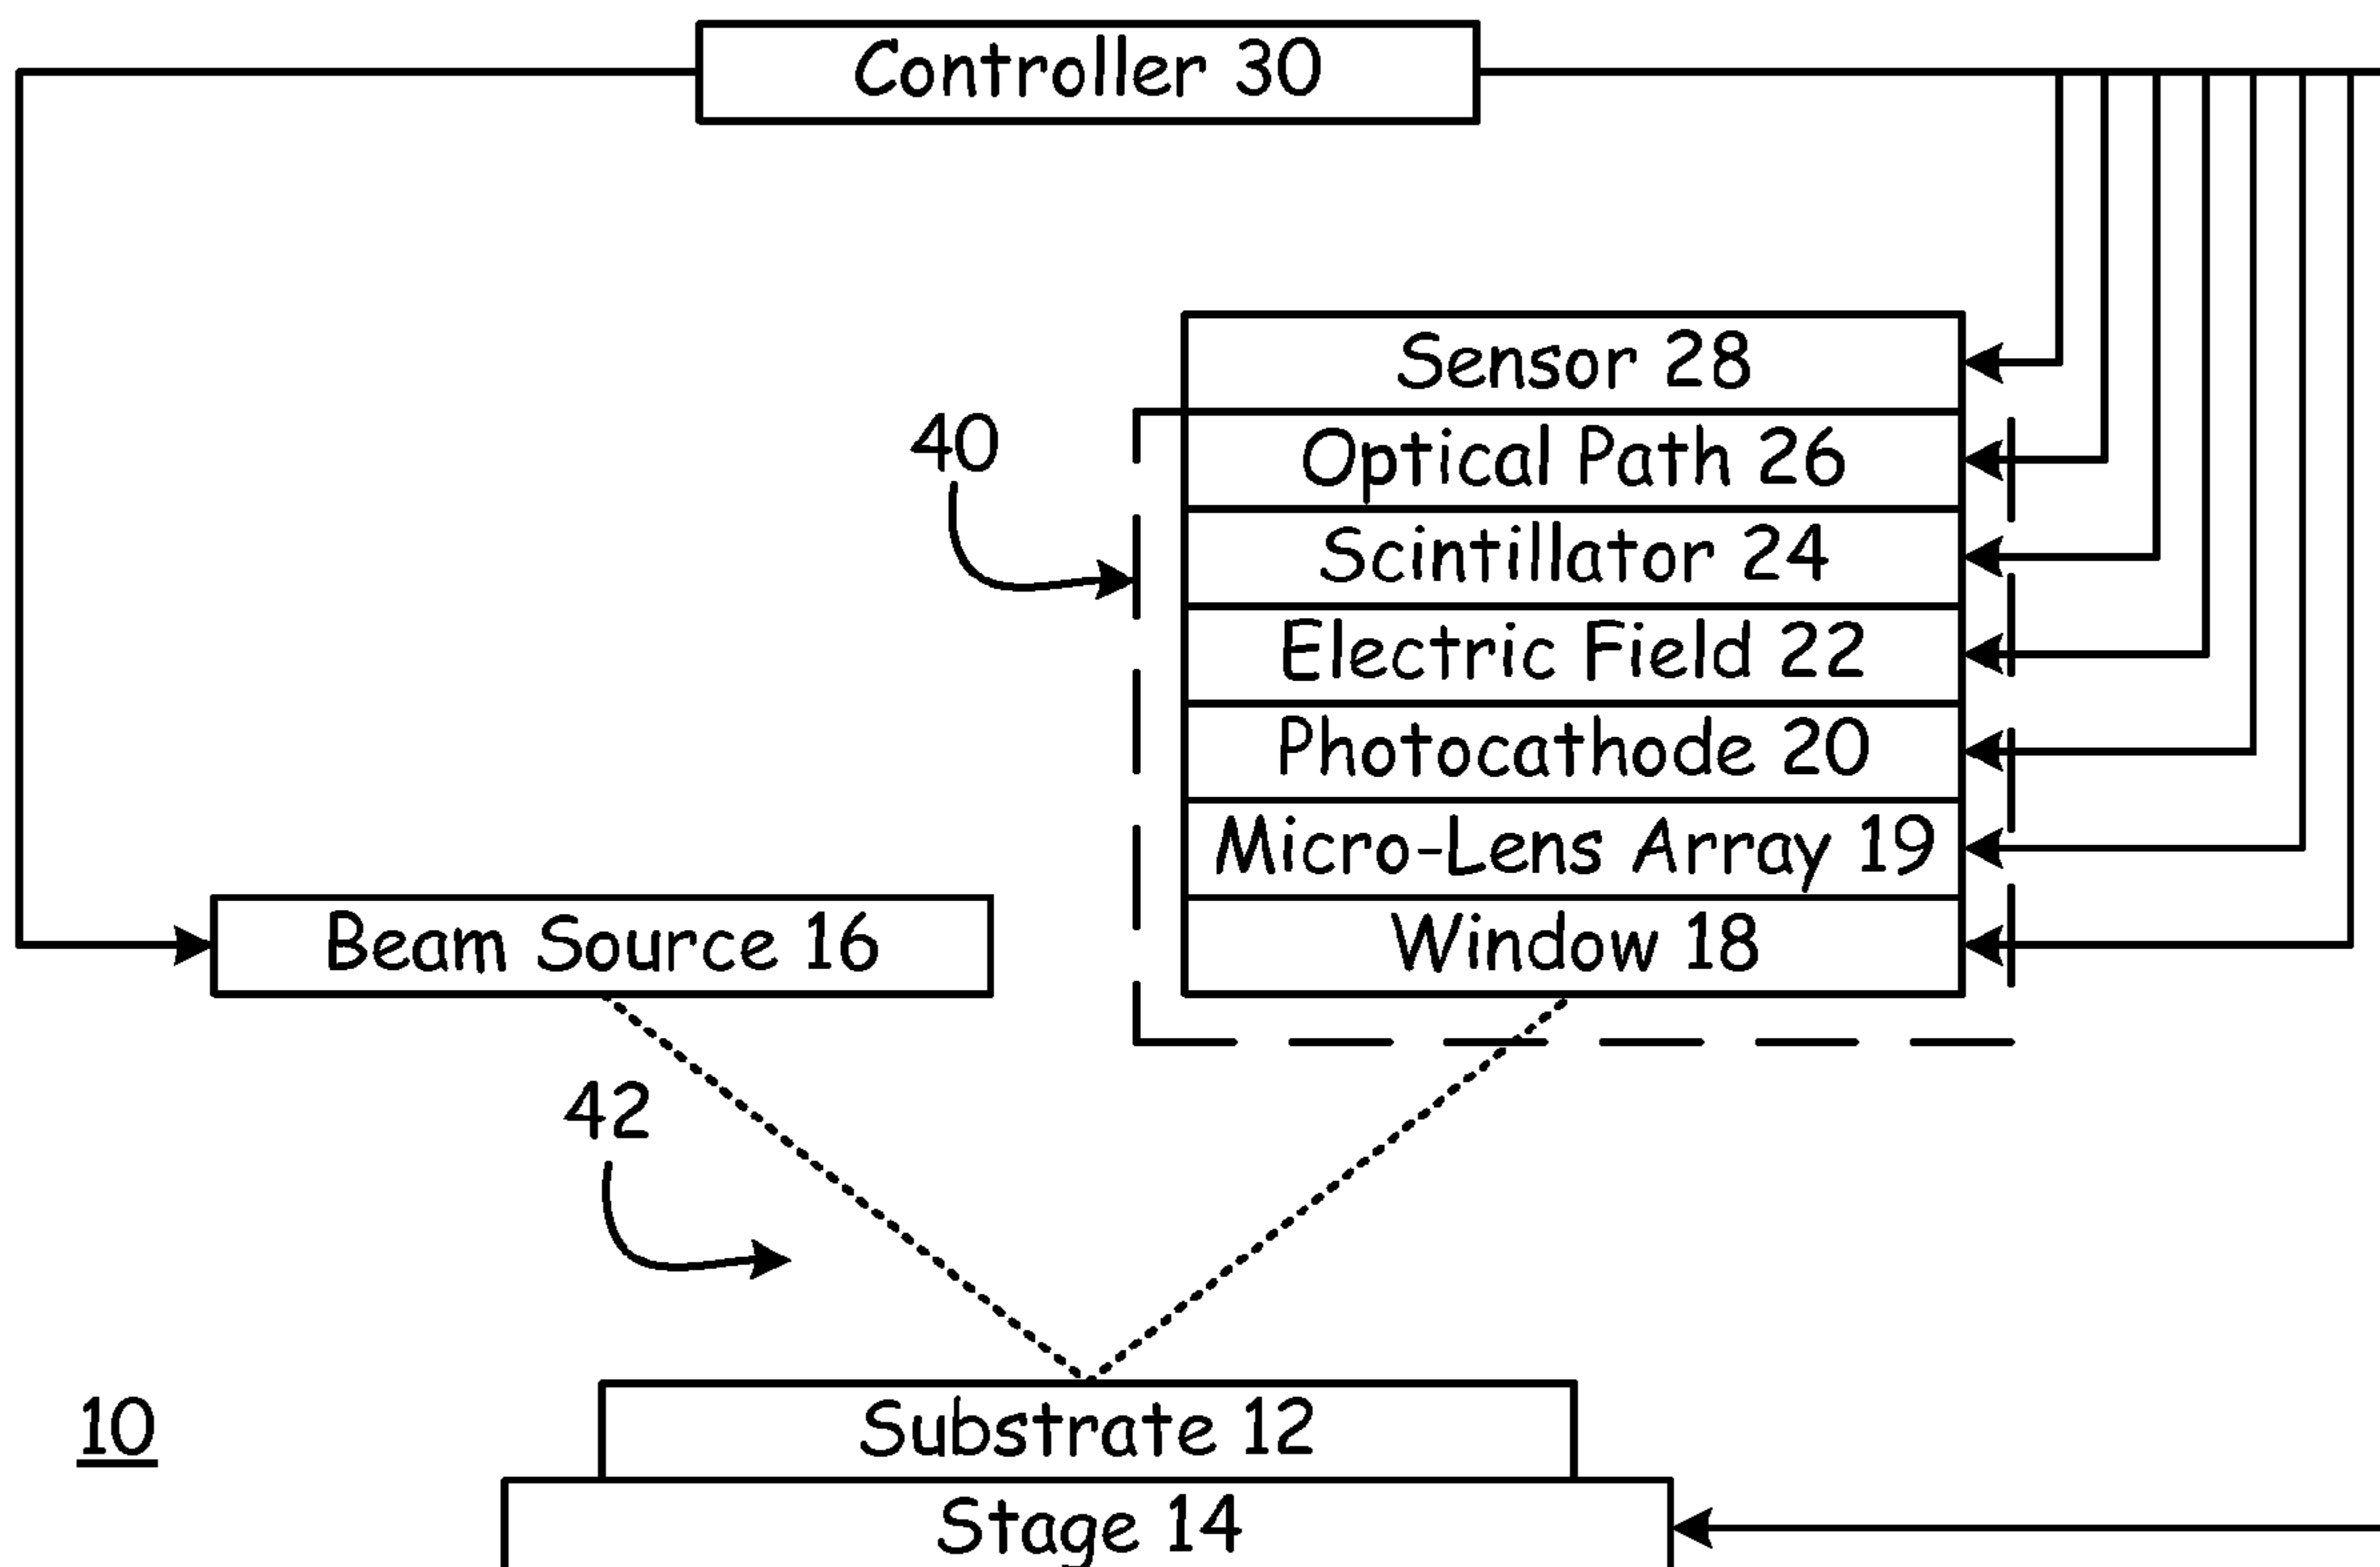 Controller 30
Sensor 28
40
Optical Path 26
Scintillator 24
Electric Field 22
Photocathode 20
Micro-Lens Array 19
Beam Source 16
Window 18
42
10
Substrate 12
Stage 14